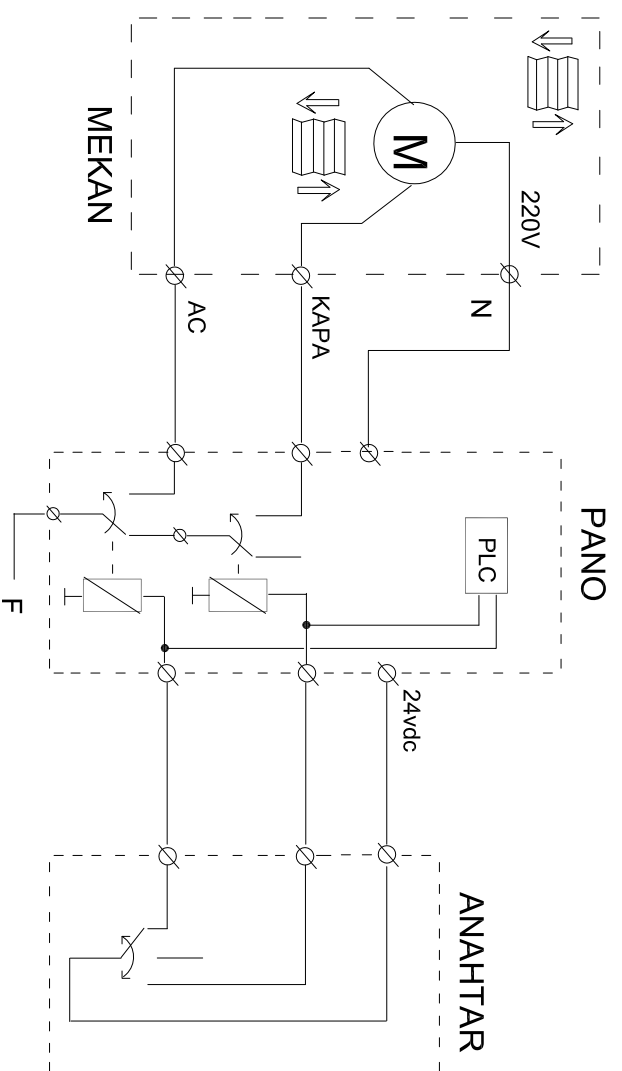 MEKAN
M
220V
N
KAPA
AC
PANO
PLC
F
24vdc
ANAHTAR